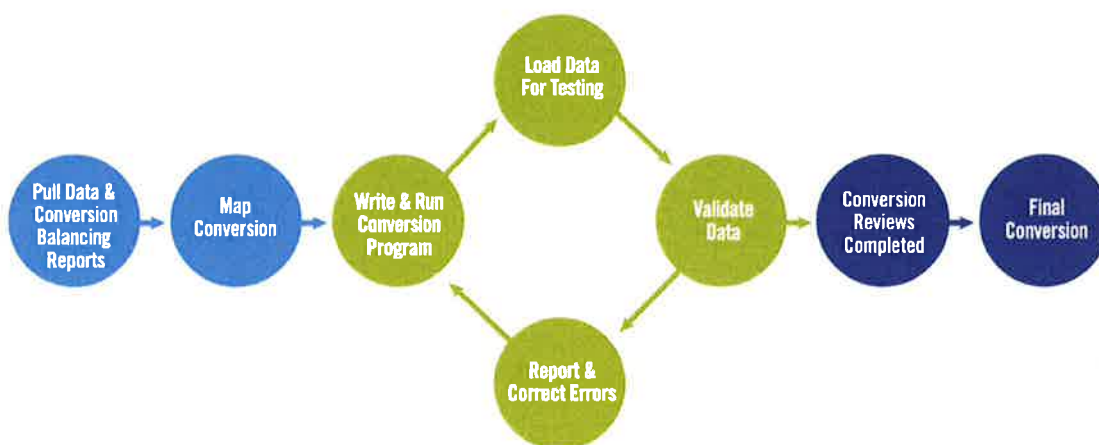 Load Data
For Testing
Pull Data &
Conversion
Balancing
Reports
Map
Conversion
Write & Run
Conversion
Program
Validate
Data
Conversion
Reviews
Completed
Final
Conversion
Report &
Correct Errors